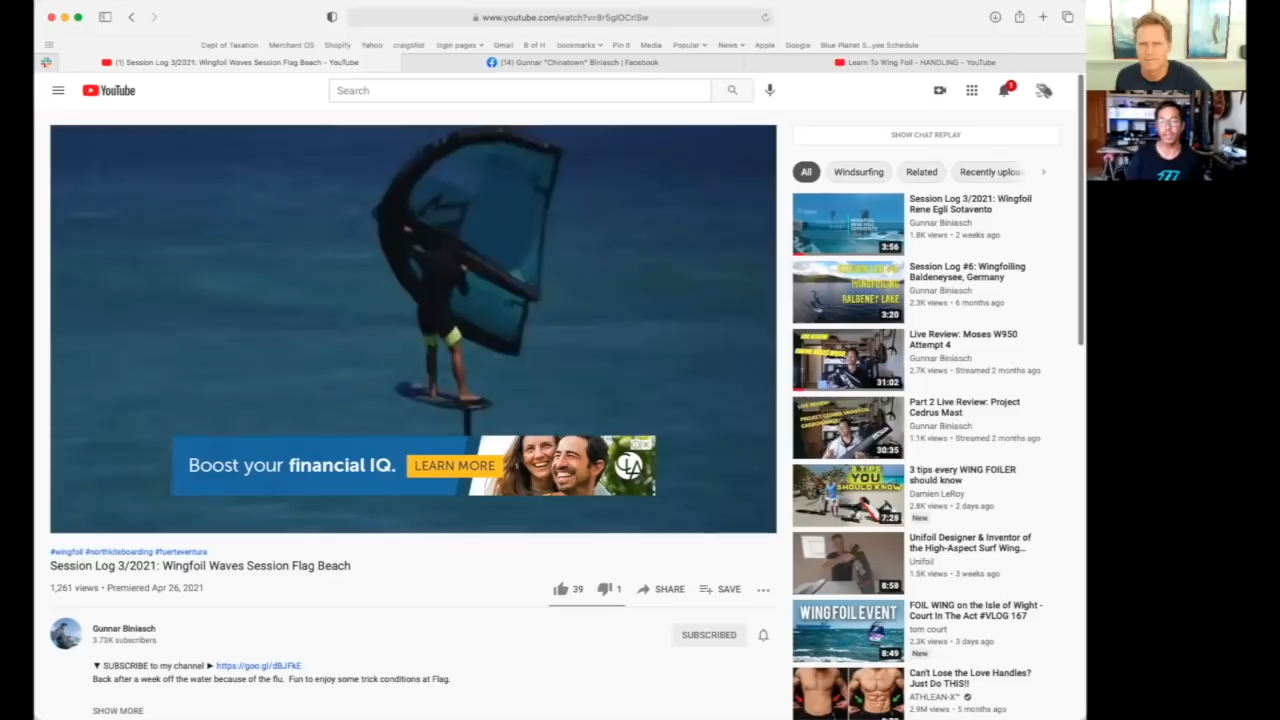 www.youtube.com/watch?v=8r5glOCrlSw
Dept of Taxation Merchant OS Shopify Yahoo craigslist login pages Gmail B of H bookmarks Pin It Media Popular News Apple Google Blue Planet S...yee Schedule
(1) Session Log 3/2021: Wingfoil Waves Session Flag Beach - YouTube
(14) Gunnar "Chinatown" Biniasch | Facebook
Learn To Wing Foil - HANDLING - YouTube
YouTube
Search
1
SHOW CHAT REPLAY
All Windsurfing Related Recently uploa
Boost your financial IQ. LEARN MORE
#wingfoil #northkiteboarding #fuerteventura
Session Log 3/2021: Wingfoil Waves Session Flag Beach
1,261 views • Premiered Apr 26, 2021
39 1 SHARE SAVE
Gunnar Biniasch
3.73K subscribers
SUBSCRIBED
▼ SUBSCRIBE to my channel ► https://goo.gl/dBJFkE
Back after a week off the water because of the flu. Fun to enjoy some trick conditions at Flag.
SHOW MORE
3:56
Session Log 3/2021: Wingfoil
Rene Egli Sotavento
Gunnar Biniasch
1.8K views • 2 weeks ago
WINGFOILING
BALDENEY LAKE
3:20
Session Log #6: Wingfoiling
Baldeneysee, Germany
Gunnar Biniasch
2.3K views • 6 months ago
31:02
Live Review: Moses W950
Attempt 4
Gunnar Biniasch
2.7K views • Streamed 2 months ago
30:35
Part 2 Live Review: Project
Cedrus Mast
Gunnar Biniasch
1.1K views • Streamed 2 months ago
3 TIPS
YOU
SHOULD KNOW
7:28
3 tips every WING FOILER
should know
Damien LeRoy
2.8K views • 2 days ago
New
8:58
Unifoil Designer & Inventor of
the High-Aspect Surf Wing...
Unifoil
1.5K views • 3 weeks ago
WING FOIL EVENT
8:49
FOIL WING on the Isle of Wight -
Court In The Act #VLOG 167
tom court
2.3K views • 3 days ago
New
Can't Lose the Love Handles?
Just Do THIS!!
ATHLEAN-X™
2.9M views • 5 months ago